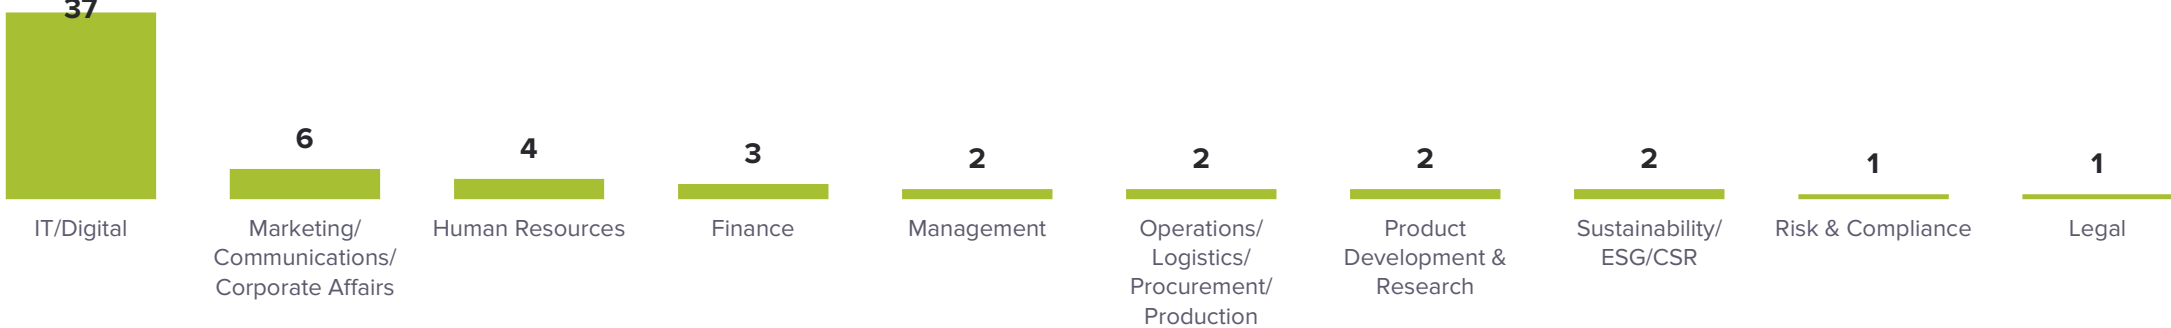 37
6
4
3
2
2
2
2
1
1
IT/Digital
Marketing/
Communications/
Corporate Affairs
Human Resources
Finance
Management
Operations/
Logistics/
Procurement/
Production
Product
Development &
Research
Sustainability/
ESG/CSR
Risk & Compliance
Legal